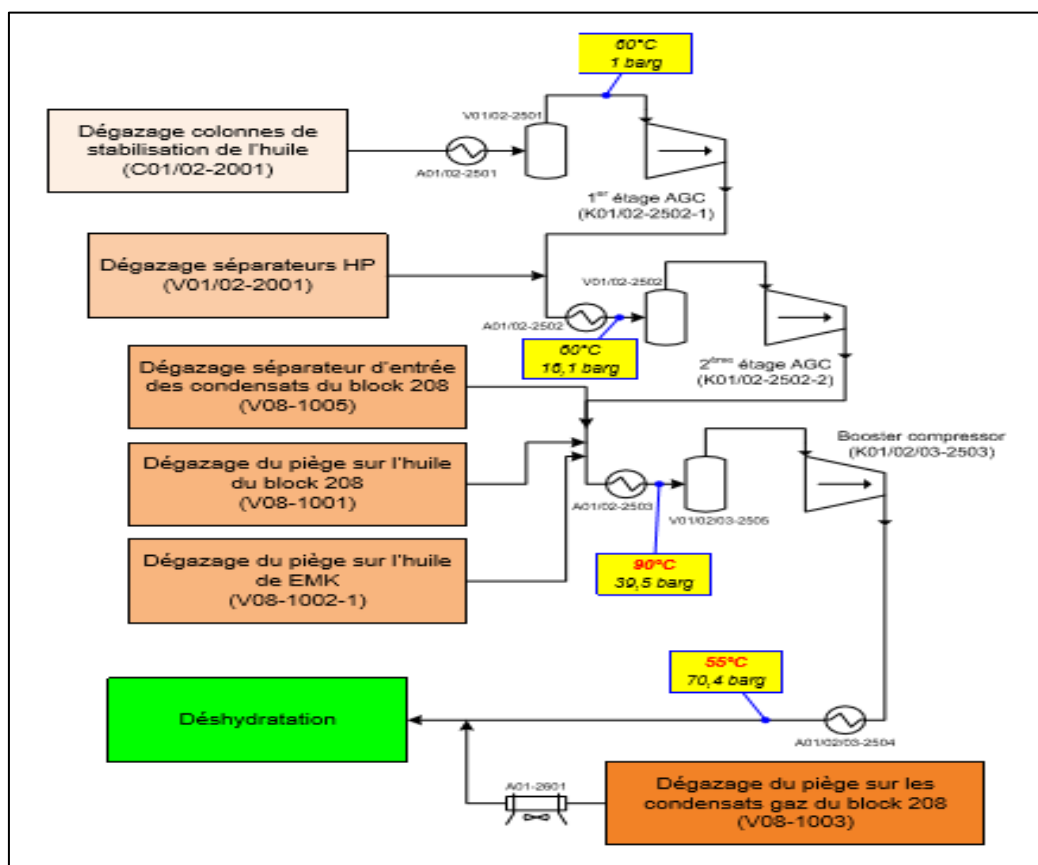 60°C
1 barg
V01/02-2501
Dégazage colonnes de
stabilisation de l'huile
(C01/02-2001)
A01/02-2501
1er étage AGC
(K01/02-2502-1)
Dégazage séparateurs HP
(V01/02-2001)
V01/02-2502
A01/02-2502
60°C
16,1 barg
2ème étage AGC
(K01/02-2502-2)
Dégazage séparateur d'entrée
des condensats du block 208
(V08-1005)
Booster compressor
(K01/02/03-2503)
Dégazage du piège sur l'huile
du block 208
(V08-1001)
A01/02-2503
V01/02/03-2505
Dégazage du piège sur l'huile
de EMK
(V08-1002-1)
90°C
39,5 barg
55°C
70,4 barg
Déshydratation
A01/02/03-2504
A01-2601
Dégazage du piège sur les
condensats gaz du block 208
(V08-1003)